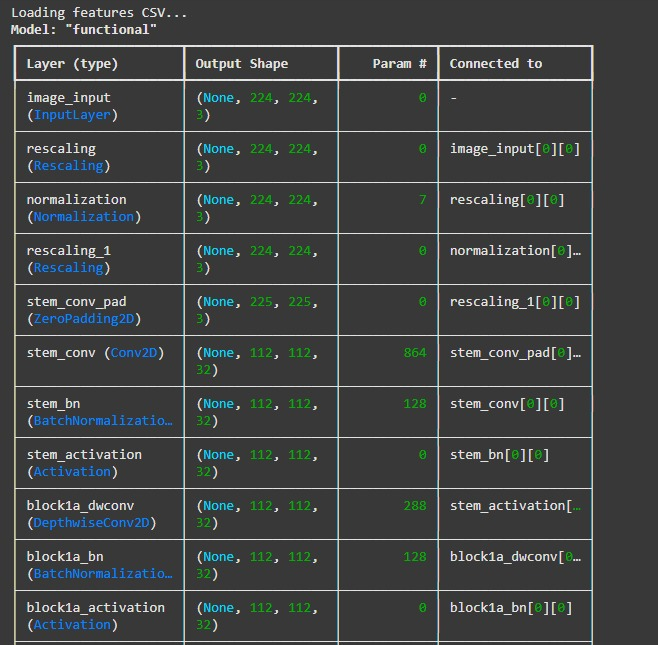 Loading features CSV...
Model: "functional"
Layer (type) Output Shape Param # Connected to
image_input (None, 224, 224, 0 -
(InputLayer) 3)
rescaling (None, 224, 224, 0 image_input[0][0]
(Rescaling) 3)
normalization (None, 224, 224, 7 rescaling[0][0]
(Normalization) 3)
rescaling_1 (None, 224, 224, 0 normalization[0]…
(Rescaling) 3)
stem_conv_pad (None, 225, 225, 0 rescaling_1[0][0]
(ZeroPadding2D) 3)
stem_conv (Conv2D) (None, 112, 112, 864 stem_conv_pad[0]…
32)
stem_bn (None, 112, 112, 128 stem_conv[0][0]
(BatchNormalizatio… 32)
stem_activation (None, 112, 112, 0 stem_bn[0][0]
(Activation) 32)
block1a_dwconv (None, 112, 112, 288 stem_activation[…
(DepthwiseConv2D) 32)
block1a_bn (None, 112, 112, 128 block1a_dwconv[0…
(BatchNormalizatio… 32)
block1a_activation (None, 112, 112, 0 block1a_bn[0][0]
(Activation) 32)